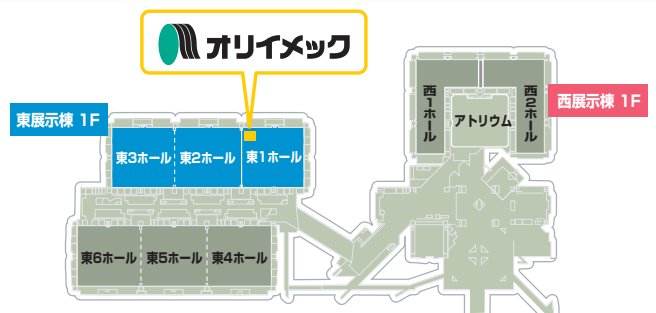 オリイメック
東展示棟 1F
西展示棟 1F
西1ホール
西2ホール
アトリウム
東3ホール
東2ホール
東1ホール
東6ホール
東5ホール
東4ホール